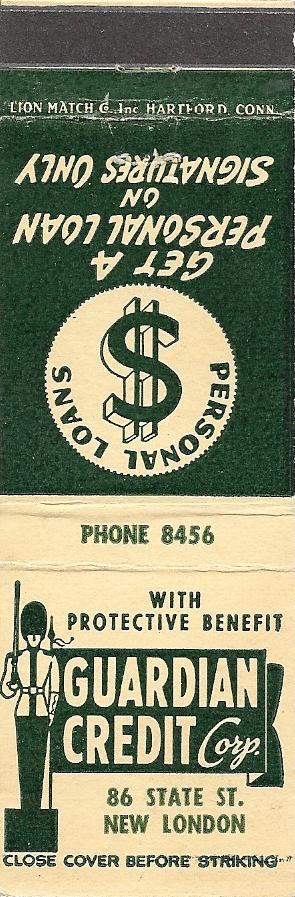 LION MATCH Co., Inc. HARTFORD, CONN.
GET A
PERSONAL LOAN
ON
SIGNATURES ONLY
PERSONAL LOANS
$
PHONE 8456
WITH
PROTECTIVE BENEFIT
GUARDIAN
CREDIT Corp.
86 STATE ST.
NEW LONDON
CLOSE COVER BEFORE STRIKING